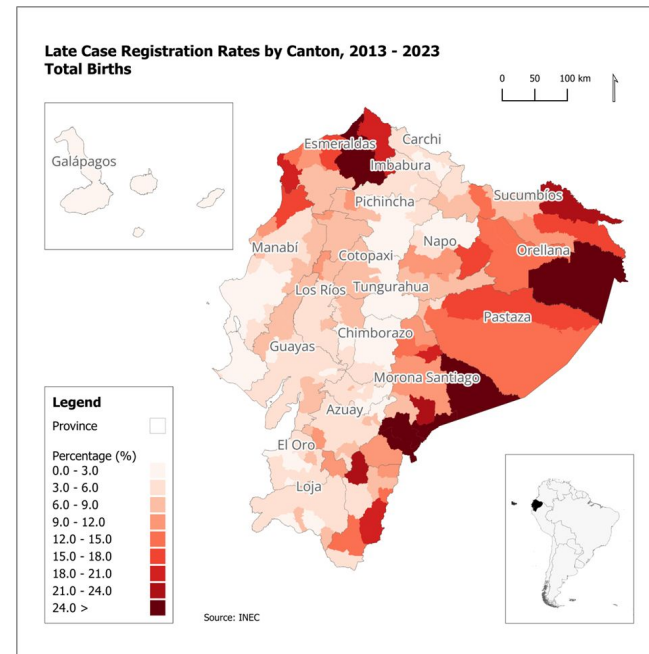 Late Case Registration Rates by Canton, 2013 - 2023
Total Births
0 50 100 km
Galápagos
Esmeraldas
Carchi
Imbabura
Pichincha
Sucumbíos
Manabí
Cotopaxi
Napo
Orellana
Los Ríos
Tungurahua
Pastaza
Chimborazo
Guayas
Morona Santiago
Azuay
El Oro
Loja
Legend
Province
Percentage (%)
0.0 - 3.0
3.0 - 6.0
6.0 - 9.0
9.0 - 12.0
12.0 - 15.0
15.0 - 18.0
18.0 - 21.0
21.0 - 24.0
24.0 >
Source: INEC